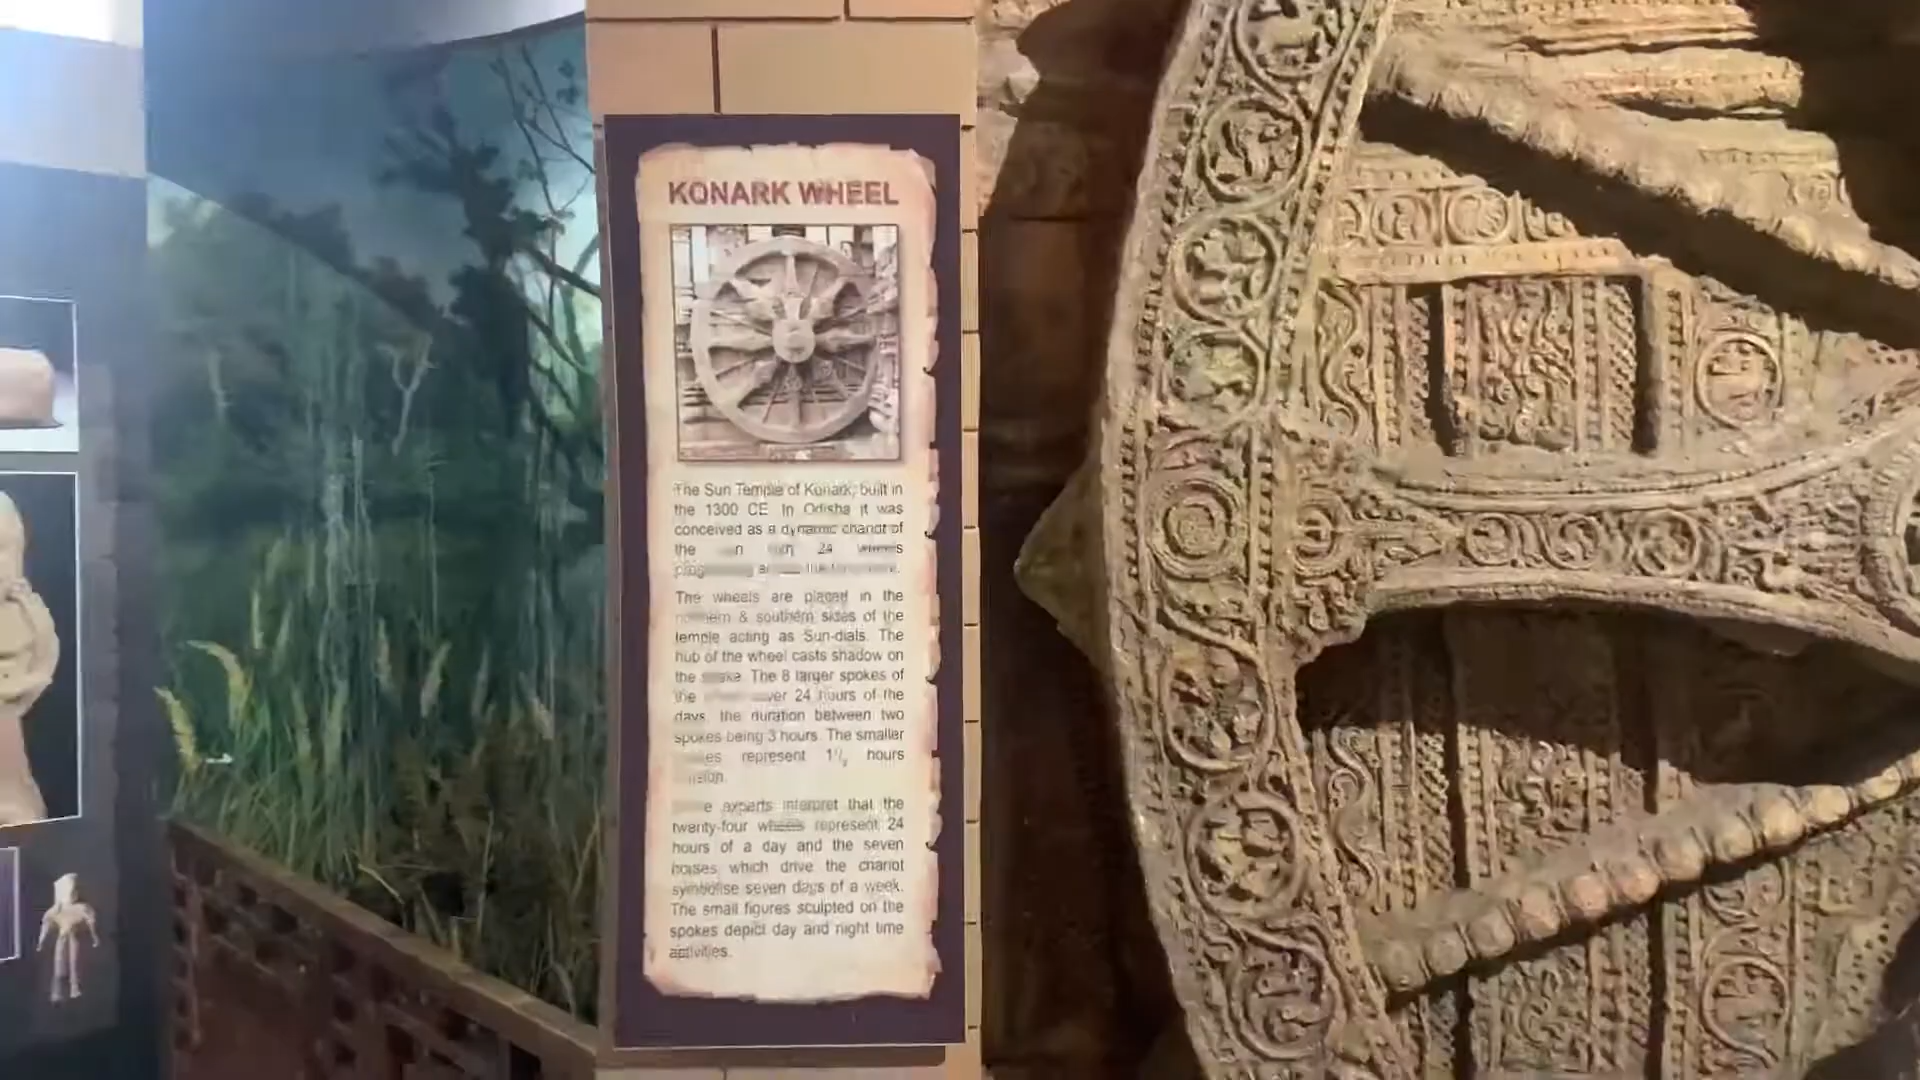 KONARK WHEEL
The Sun Temple of Konark, built in
the 1300 CE. In Odisha it was
conceived as a dynamic chariot of
the 24 wheels
The wheels are placed in the
& southern sides of the
temple acting as Sun-dials. The
hub of the wheel casts shadow on
the The 8 larger spokes of
the 24 hours of the
days, the duration between two
spokes being 3 hours. The smaller
represent 1½ hours
experts interpret that the
twenty-four wheels represent 24
hours of a day and the seven
horses which drive the chariot
symbolise seven days of a week.
The small figures sculpted on the
spokes depict day and night time
activities.